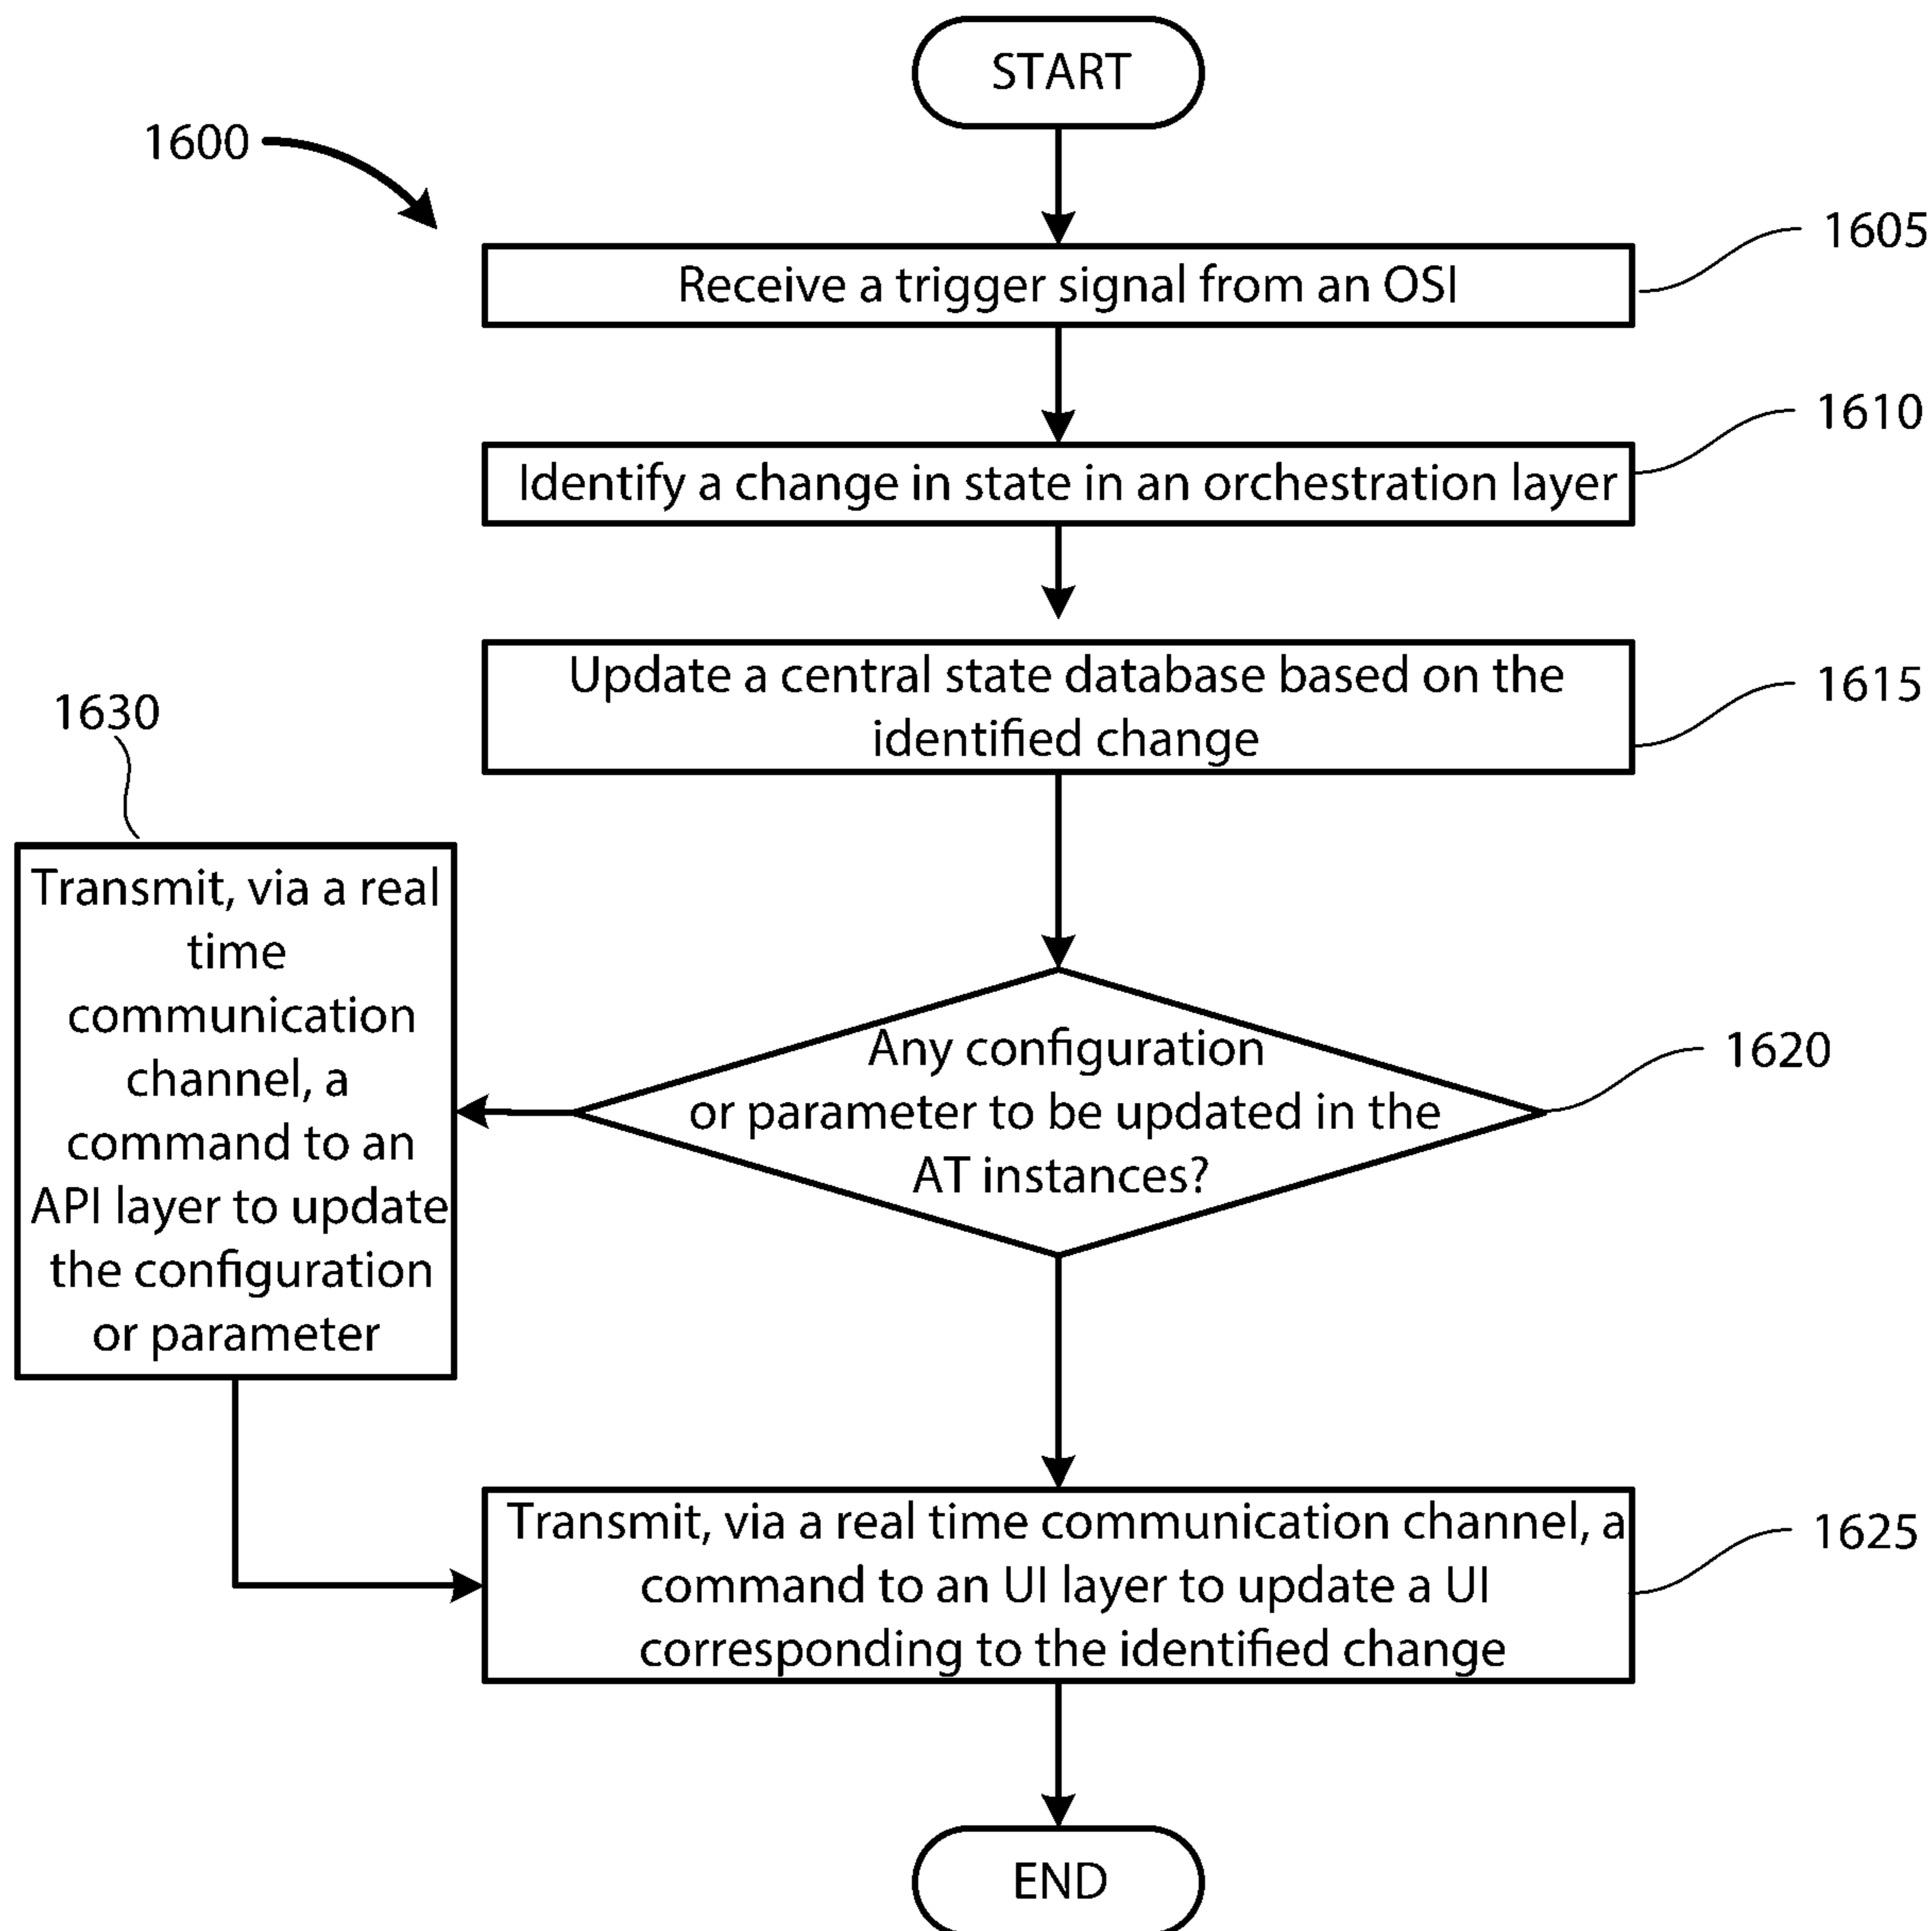 START
1600
1605
Receive a trigger signal from an OSI
1610
Identify a change in state in an orchestration layer
1615
Update a central state database based on the
identified change
1630
Transmit, via a real
time
communication
channel, a
command to an
API layer to update
the configuration
or parameter
1620
Any configuration
or parameter to be updated in the
AT instances?
1625
Transmit, via a real time communication channel, a
command to an UI layer to update a UI
corresponding to the identified change
END